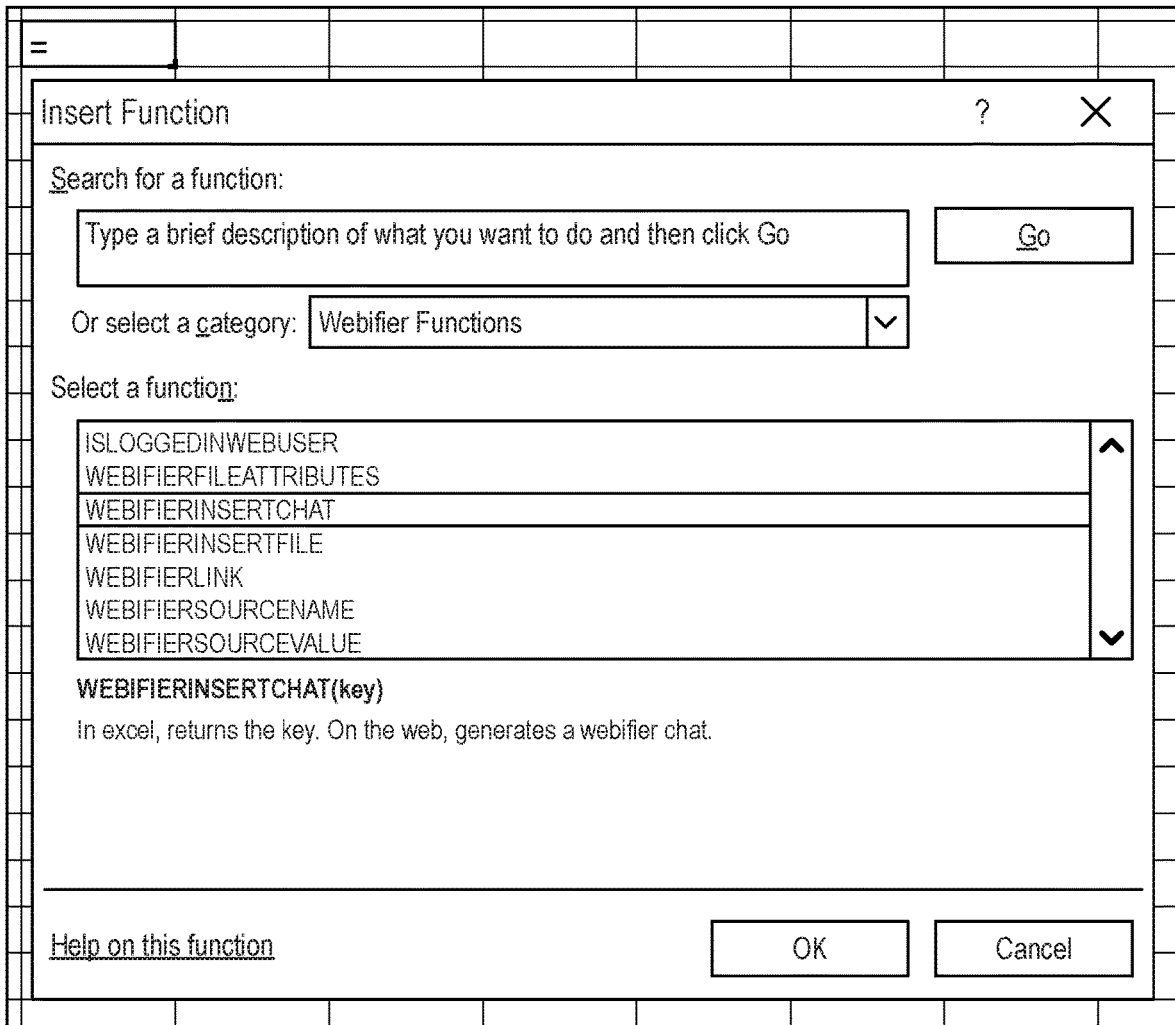 =
Insert Function ? X
Search for a function:
Type a brief description of what you want to do and then click Go
Go
Or select a category: Webifier Functions
Select a function:
ISLOGGEDINWEBUSER
WEBIFIERFILEATTRIBUTES
WEBIFIERINSERTCHAT
WEBIFIERINSERTFILE
WEBIFIERLINK
WEBIFIERSOURCENAME
WEBIFIERSOURCEVALUE
WEBIFIERINSERTCHAT(key)
In excel, returns the key. On the web, generates a webifier chat.
Help on this function OK Cancel